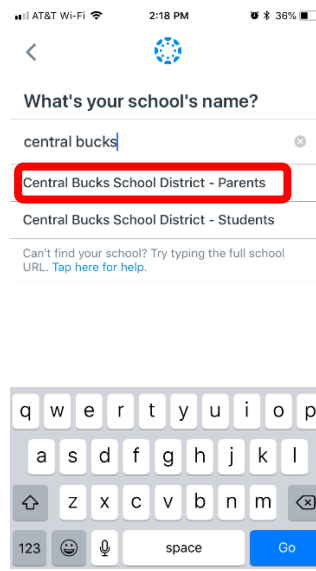 AT&T Wi-Fi 2:18 PM 36%
What's your school's name?
central bucks
Central Bucks School District - Parents
Central Bucks School District - Students
Can't find your school? Try typing the full school
URL. Tap here for help.
q w e r t y u i o p
a s d f g h j k l
z x c v b n m
123 space Go